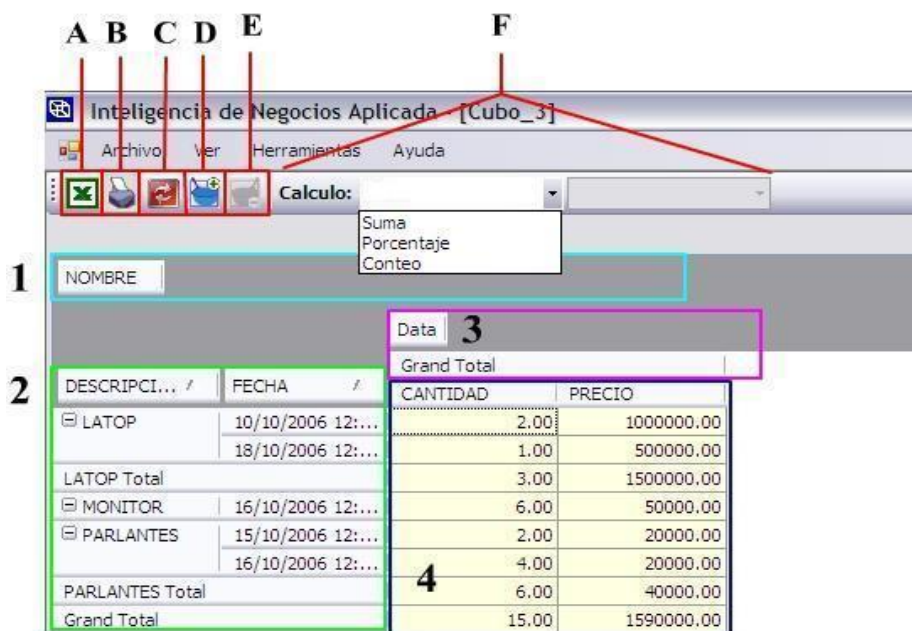 A B C D E F
Inteligencia de Negocios Aplicada - [Cubo_3]
Archivo Ver Herramientas Ayuda
Calculo:
Suma
Porcentaje
Conteo
1 NOMBRE
Data 3
Grand Total
2 DESCRIPCI... FECHA CANTIDAD PRECIO
LATOP 10/10/2006 12:... 2.00 1000000.00
18/10/2006 12:... 1.00 500000.00
LATOP Total 3.00 1500000.00
MONITOR 16/10/2006 12:... 6.00 50000.00
PARLANTES 15/10/2006 12:... 2.00 20000.00
16/10/2006 12:... 4.00 20000.00
PARLANTES Total 4 6.00 40000.00
Grand Total 15.00 1590000.00